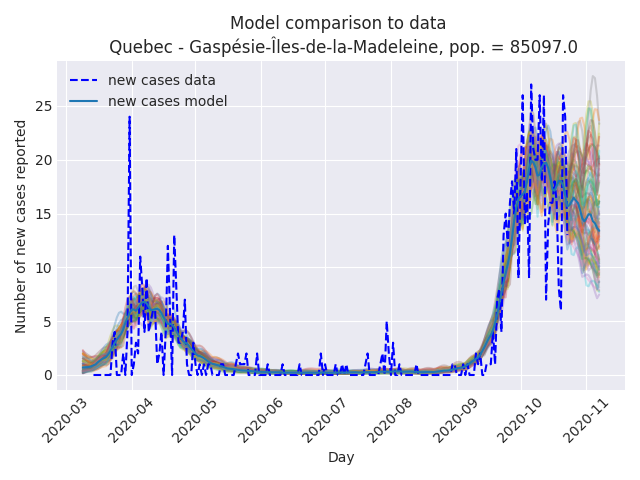 Model comparison to data
Quebec - Gaspésie-Îles-de-la-Madeleine, pop. = 85097.0
new cases data
new cases model
Number of new cases reported
25
20
15
10
5
0
2020-03
2020-04
2020-05
2020-06
2020-07
2020-08
2020-09
2020-10
2020-11
Day